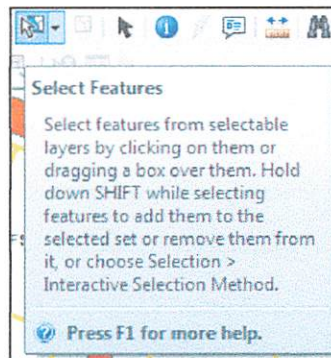 Select Features
Select features from selectable
layers by clicking on them or
dragging a box over them. Hold
down SHIFT while selecting
features to add them to the
selected set or remove them from
it, or choose Selection >
Interactive Selection Method.
Press F1 for more help.